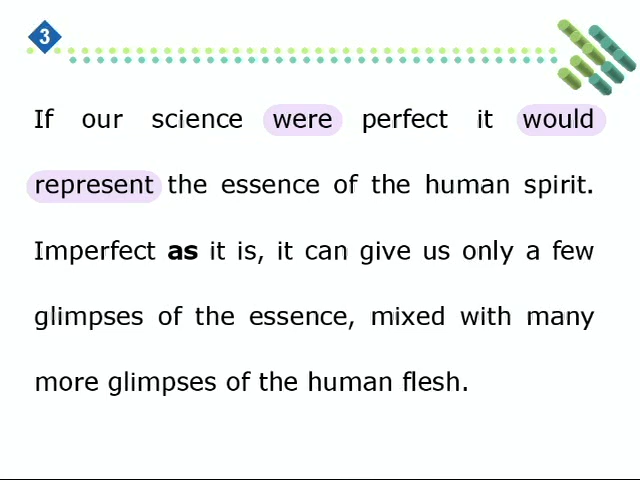 3
If our science were perfect it would
represent the essence of the human spirit.
Imperfect as it is, it can give us only a few
glimpses of the essence, mixed with many
more glimpses of the human flesh.